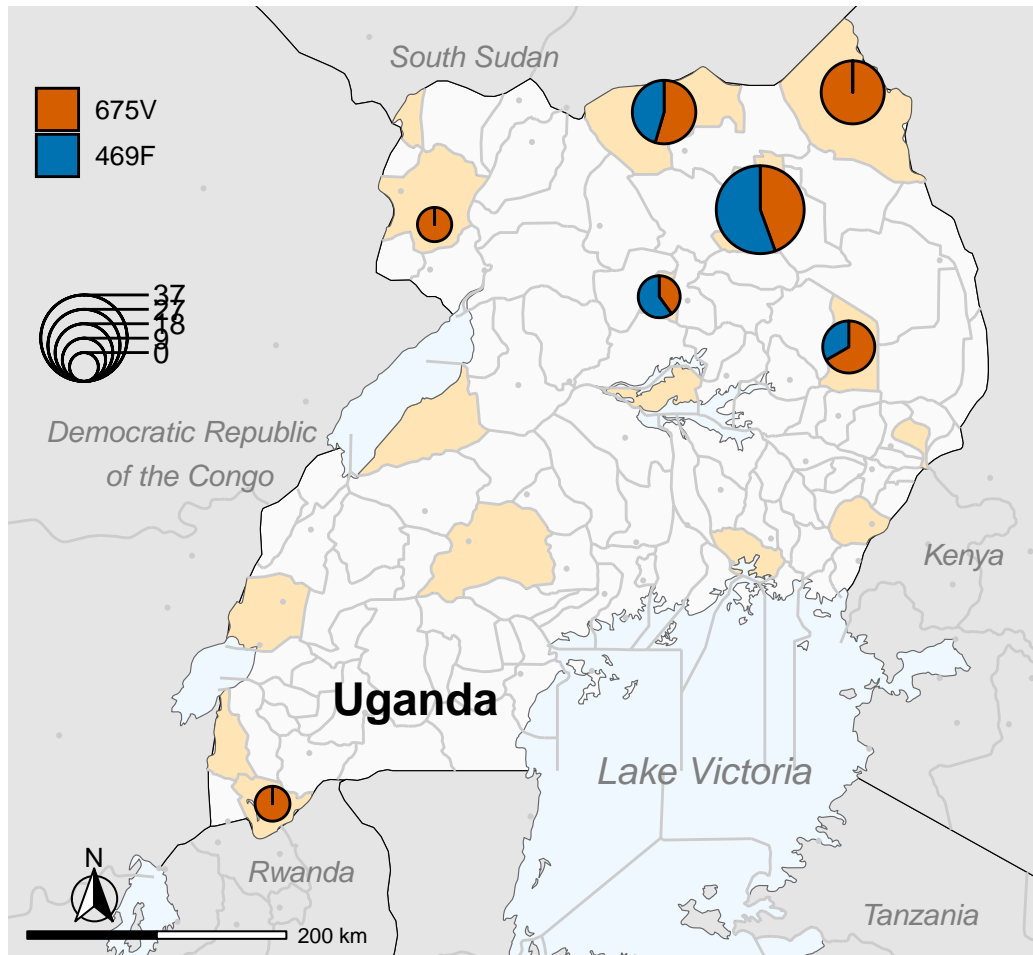 South Sudan
675V
469F
37
27
18
9
0
Democratic Republic
of the Congo
Kenya
Uganda
Lake Victoria
Rwanda
N
Tanzania
200 km